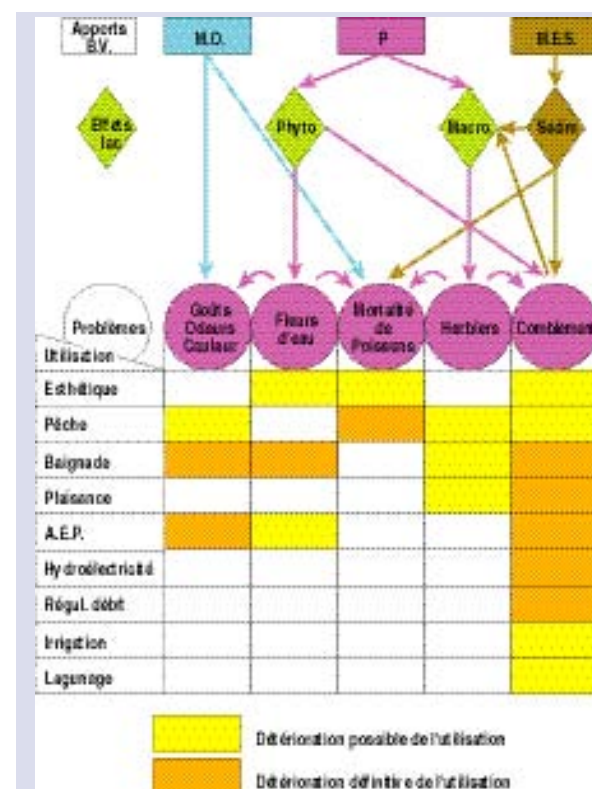 Apports
B.V.
M.O.
P
M.E.S.
Effets
lac
Phyto
Macro
Sédim
Problèmes
Utilisation
Goûts
Odeurs
Couleur
Fleurs
d'eau
Mortalité
de
Poissons
Herbiers
Comblement
Esthétique
Pêche
Baignade
Plaisance
A.E.P.
Hydroélectricité
Régul. débit
Irrigation
Lagunage
Détérioration possible de l'utilisation
Détérioration définitive de l'utilisation